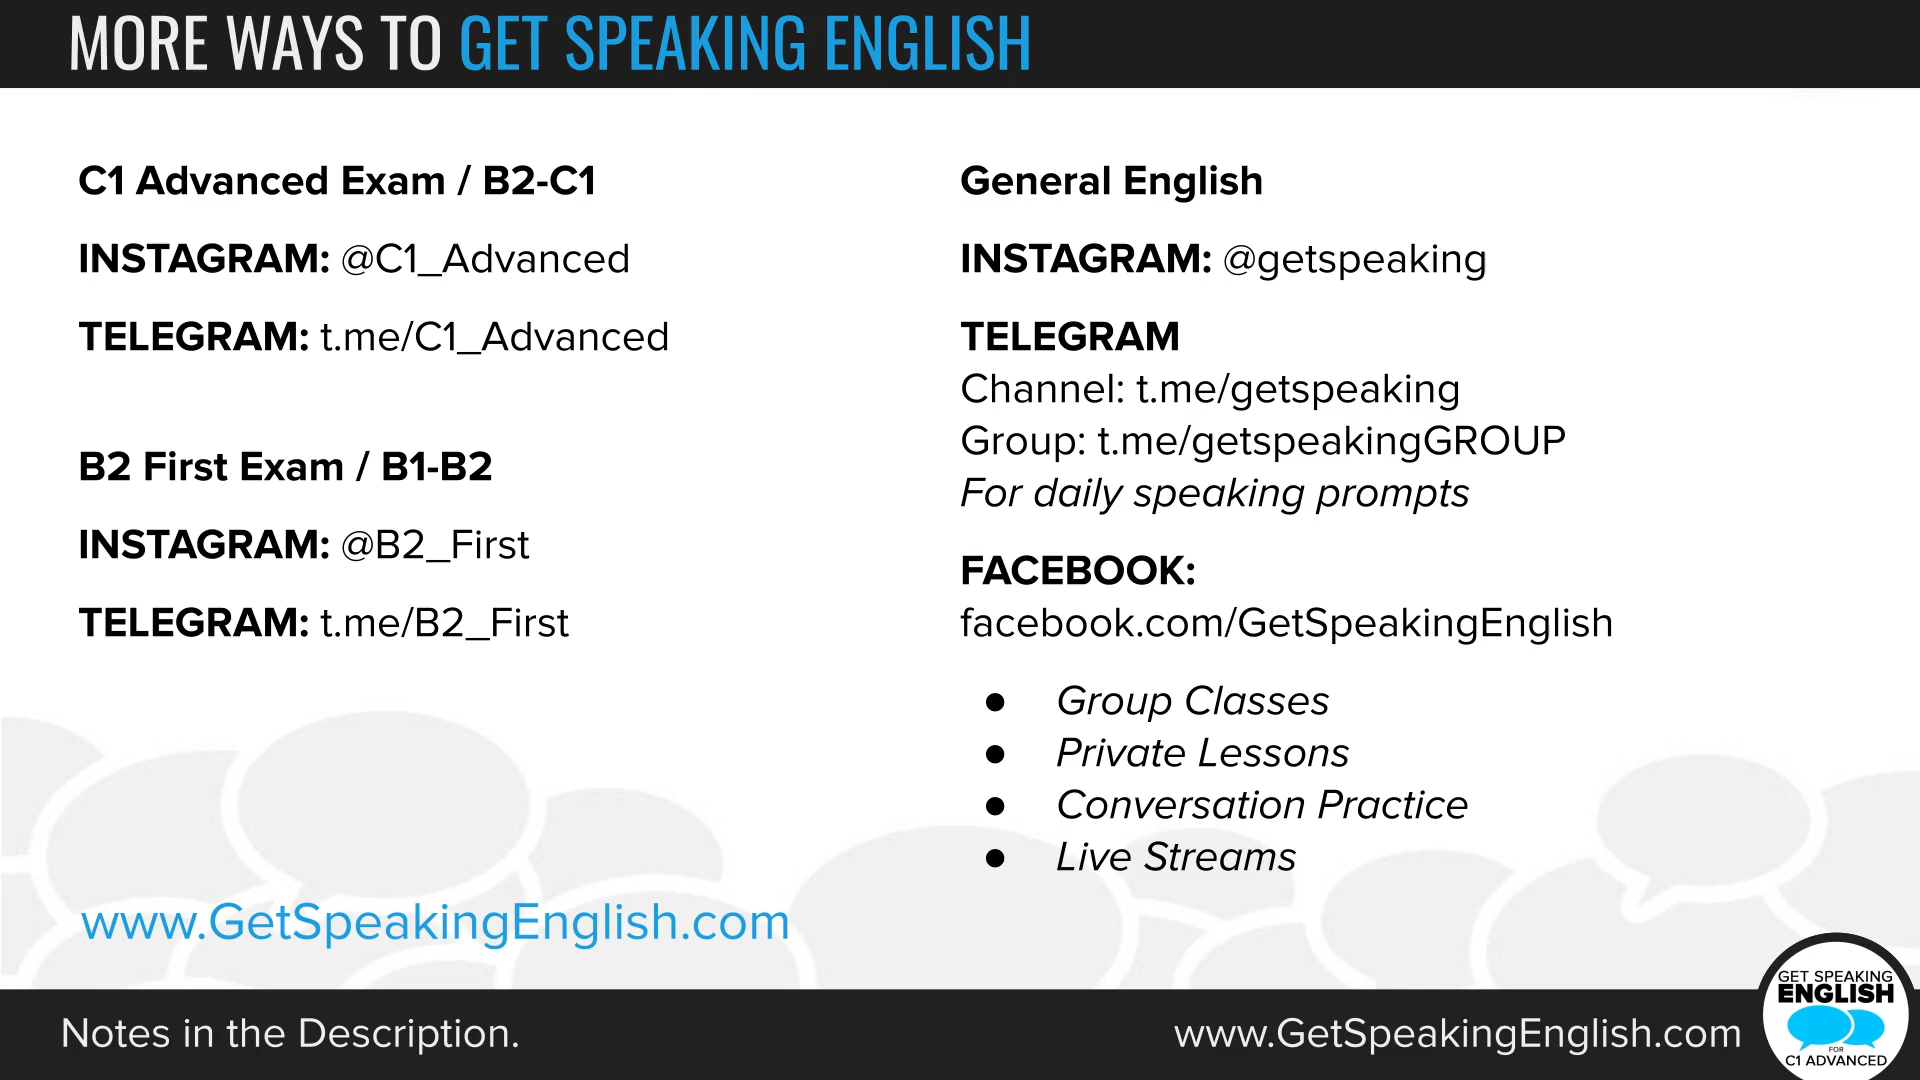 MORE WAYS TO GET SPEAKING ENGLISH
C1 Advanced Exam / B2-C1
INSTAGRAM: @C1_Advanced
TELEGRAM: t.me/C1_Advanced
B2 First Exam / B1-B2
INSTAGRAM: @B2_First
TELEGRAM: t.me/B2_First
www.GetSpeakingEnglish.com
General English
INSTAGRAM: @getspeaking
TELEGRAM
Channel: t.me/getspeaking
Group: t.me/getspeakingGROUP
For daily speaking prompts
FACEBOOK:
facebook.com/GetSpeakingEnglish
● Group Classes
● Private Lessons
● Conversation Practice
● Live Streams
Notes in the Description.
www.GetSpeakingEnglish.com
GET SPEAKING
ENGLISH
FOR
C1 ADVANCED